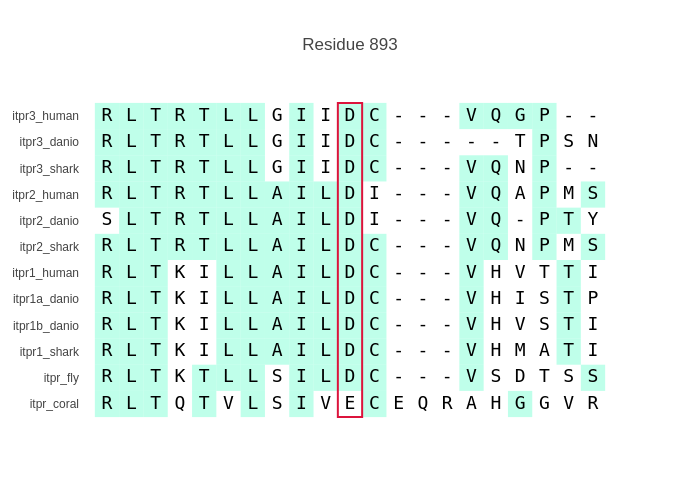 Residue 893
itpr3_human R L T R T L L G I I D C - - - V Q G P - -
itpr3_danio R L T R T L L G I I D C - - - - - T P S N
itpr3_shark R L T R T L L G I I D C - - - V Q N P - -
itpr2_human R L T R T L L A I L D I - - - V Q A P M S
itpr2_danio S L T R T L L A I L D I - - - V Q - P T Y
itpr2_shark R L T R T L L A I L D C - - - V Q N P M S
itpr1_human R L T K I L L A I L D C - - - V H V T T I
itpr1a_danio R L T K I L L A I L D C - - - V H I S T P
itpr1b_danio R L T K I L L A I L D C - - - V H V S T I
itpr1_shark R L T K I L L A I L D C - - - V H M A T I
itpr_fly R L T K T L L S I L D C - - - V S D T S S
itpr_coral R L T Q T V L S I V E C E Q R A H G G V R